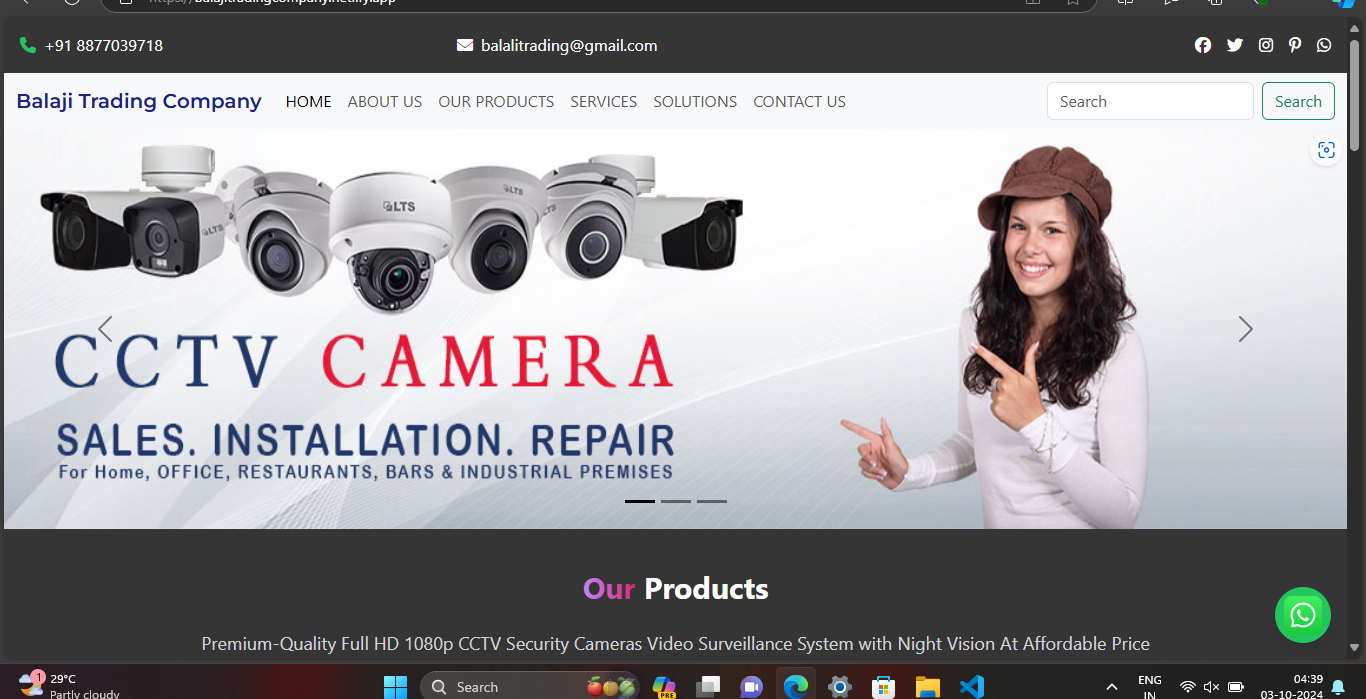 https://balajitradingcompany.netlify.app
+91 8877039718
balalitrading@gmail.com
Balaji Trading Company
HOME
ABOUT US
OUR PRODUCTS
SERVICES
SOLUTIONS
CONTACT US
Search
Search
LTS
LTS
LTS
LTS
CCTV CAMERA
SALES. INSTALLATION. REPAIR
For Home, OFFICE, RESTAURANTS, BARS & INDUSTRIAL PREMISES
Our Products
Premium-Quality Full HD 1080p CCTV Security Cameras Video Surveillance System with Night Vision At Affordable Price
1
29°C
Partly cloudy
Search
PRE
ENG
IN
04:39
03-10-2024